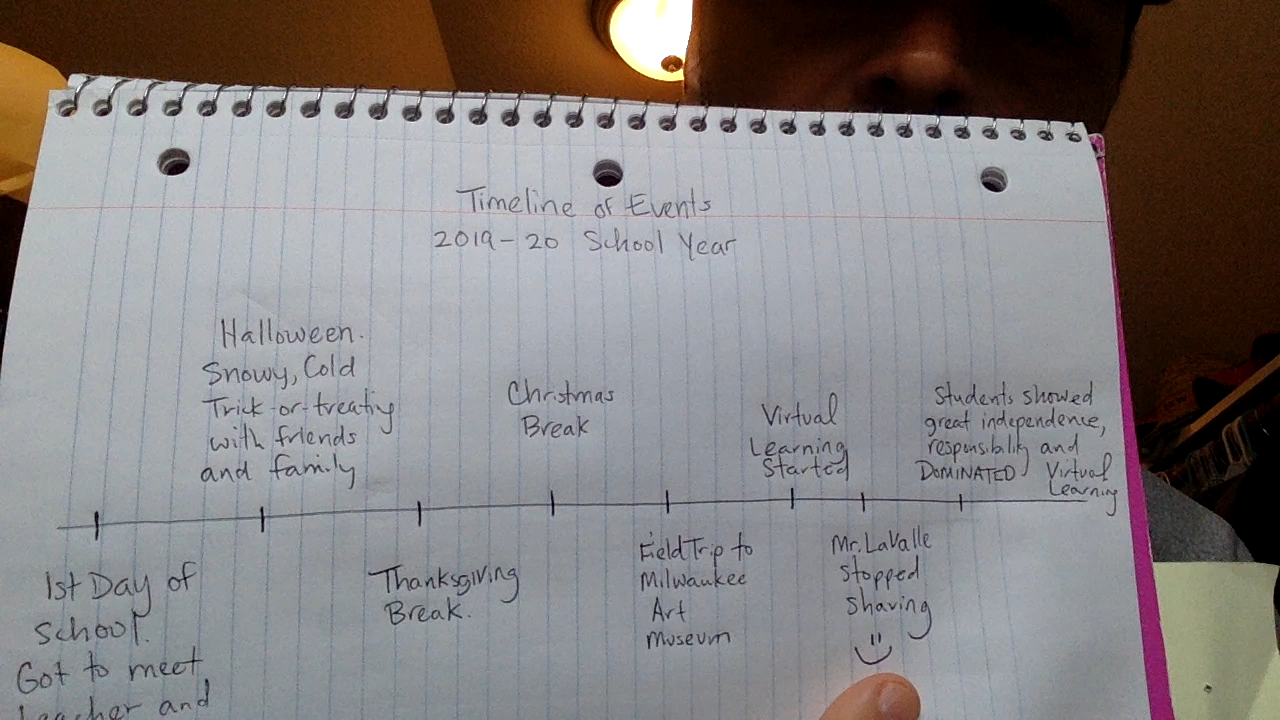 Timeline of Events
2019-20 School Year
Halloween.
Snowy, Cold
Trick-or-treating
with friends
and family
Christmas
Break
Virtual
Learning
Started
Students showed
great independence,
responsibility and
DOMINATED Virtual
Learning
1st Day of
School.
Got to meet
teacher and
Thanksgiving
Break.
Field Trip to
Milwaukee
Art
Museum
Mr. LaValle
stopped
shaving